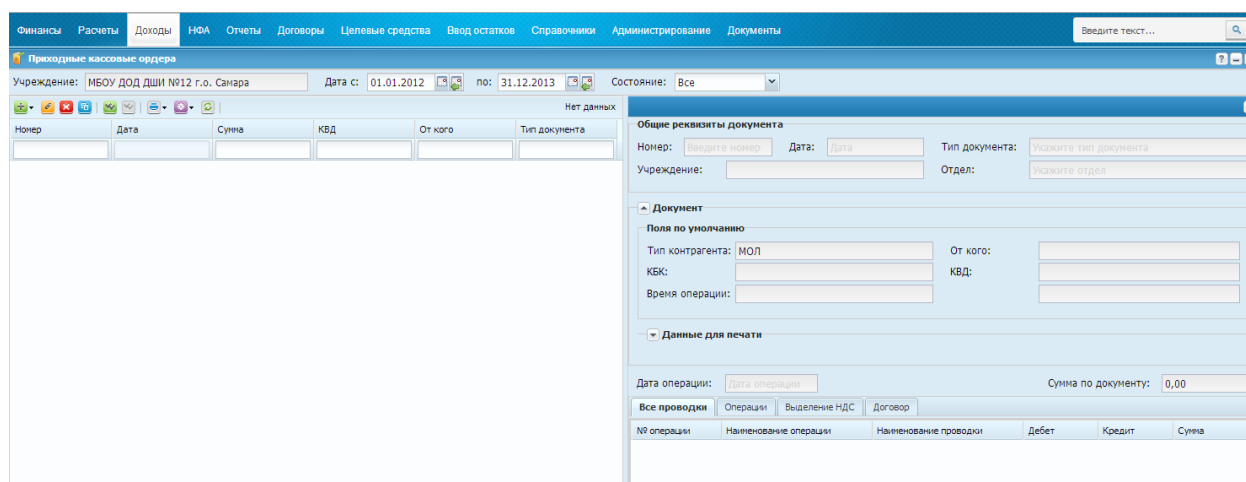 Финансы Расчеты Доходы НФА Отчеты Договоры Целевые средства Ввод остатков Справочники Администрирование Документы Введите текст...
Приходные кассовые ордера
Учреждение: МБОУ ДОД ДШИ №12 г.о. Самара Дата с: 01.01.2012 по: 31.12.2013 Состояние: Все
Нет данных
Номер Дата Сумма КВД От кого Тип документа
Общие реквизиты документа
Номер: Введите номер Дата: Дата Тип документа: Укажите тип документа
Учреждение: Отдел: Укажите отдел
Документ
Поля по умолчанию
Тип контрагента: МОЛ От кого:
КБК: КВД:
Время операции:
Данные для печати
Дата операции: Дата операции Сумма по документу: 0,00
Все проводки Операции Выделение НДС Договор
№ операции Наименование операции Наименование проводки Дебет Кредит Сумма